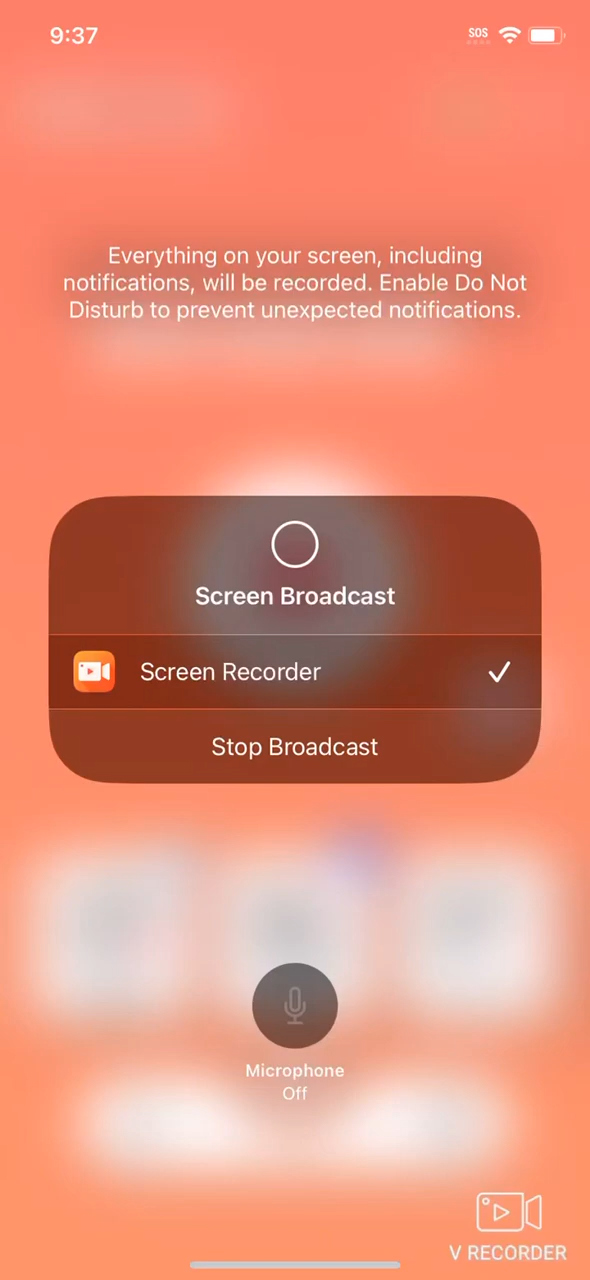 9:37
SOS
Everything on your screen, including
notifications, will be recorded. Enable Do Not
Disturb to prevent unexpected notifications.
Screen Broadcast
Screen Recorder
Stop Broadcast
Microphone
Off
V RECORDER